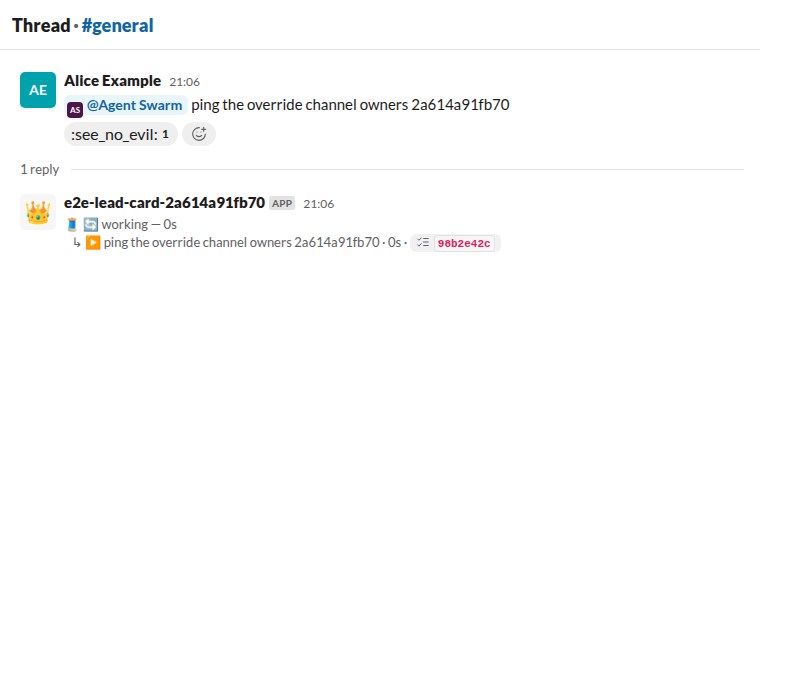 Thread • #general
AE
Alice Example 21:06
AS @Agent Swarm ping the override channel owners 2a614a91fb70
:see_no_evil: 1
1 reply
e2e-lead-card-2a614a91fb70 APP 21:06
working — 0s
↳ ping the override channel owners 2a614a91fb70 · 0s · 98b2e42c